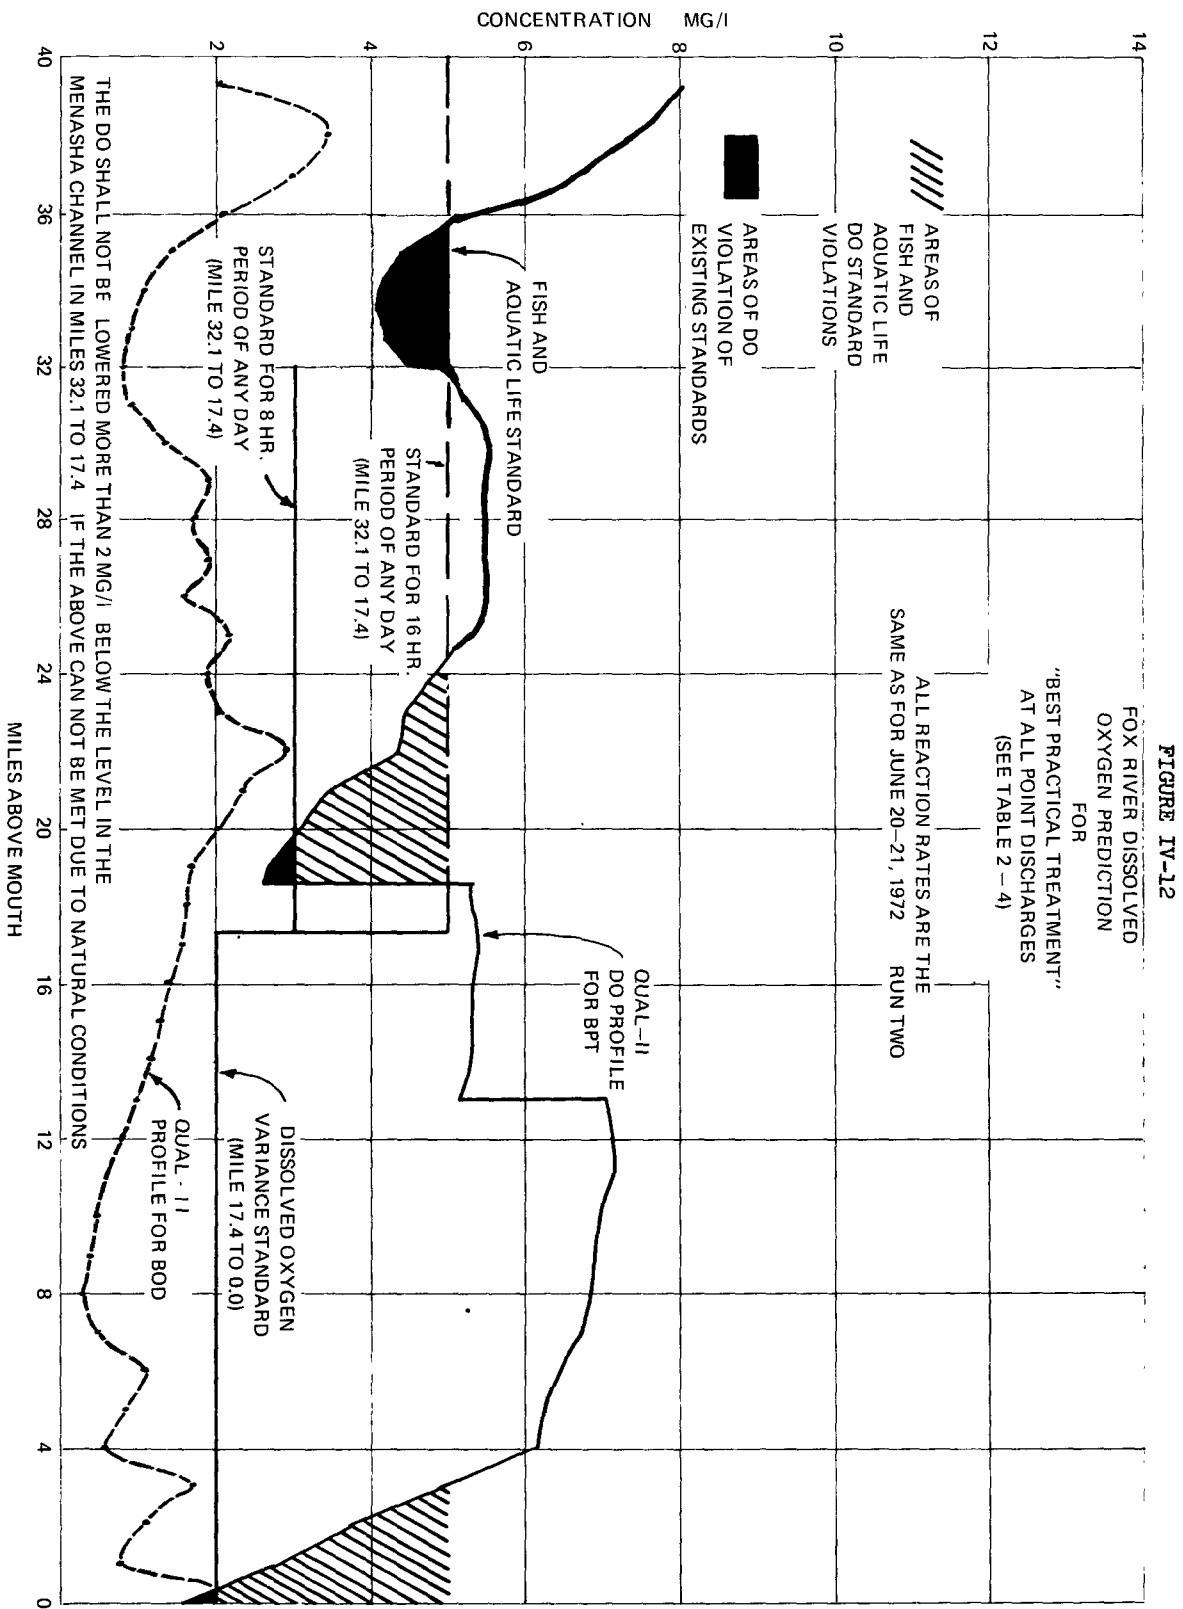 FIGURE IV-12
FOX RIVER DISSOLVED
OXYGEN PREDICTION
FOR
"BEST PRACTICAL TREATMENT"
AT ALL POINT DISCHARGES
(SEE TABLE 2 – 4)
ALL REACTION RATES ARE THE
SAME AS FOR JUNE 20–21, 1972 RUN TWO
AREAS OF
FISH AND
AQUATIC LIFE
DO STANDARD
VIOLATIONS
AREAS OF DO
VIOLATION OF
EXISTING STANDARDS
CONCENTRATION MG/l
14
12
10
8
6
4
2
FISH AND
AQUATIC LIFE STANDARD
QUAL–II
DO PROFILE
FOR BPT
STANDARD FOR 16 HR.
PERIOD OF ANY DAY
(MILE 32.1 TO 17.4)
STANDARD FOR 8 HR.
PERIOD OF ANY DAY
(MILE 32.1 TO 17.4)
DISSOLVED OXYGEN
VARIANCE STANDARD
(MILE 17.4 TO 0.0)
QUAL - II
PROFILE FOR BOD
THE DO SHALL NOT BE LOWERED MORE THAN 2 MG/l BELOW THE LEVEL IN THE
MENASHA CHANNEL IN MILES 32.1 TO 17.4 IF THE ABOVE CAN NOT BE MET DUE TO NATURAL CONDITIONS
40 36 32 28 24 20 16 12 8 4 0
MILES ABOVE MOUTH